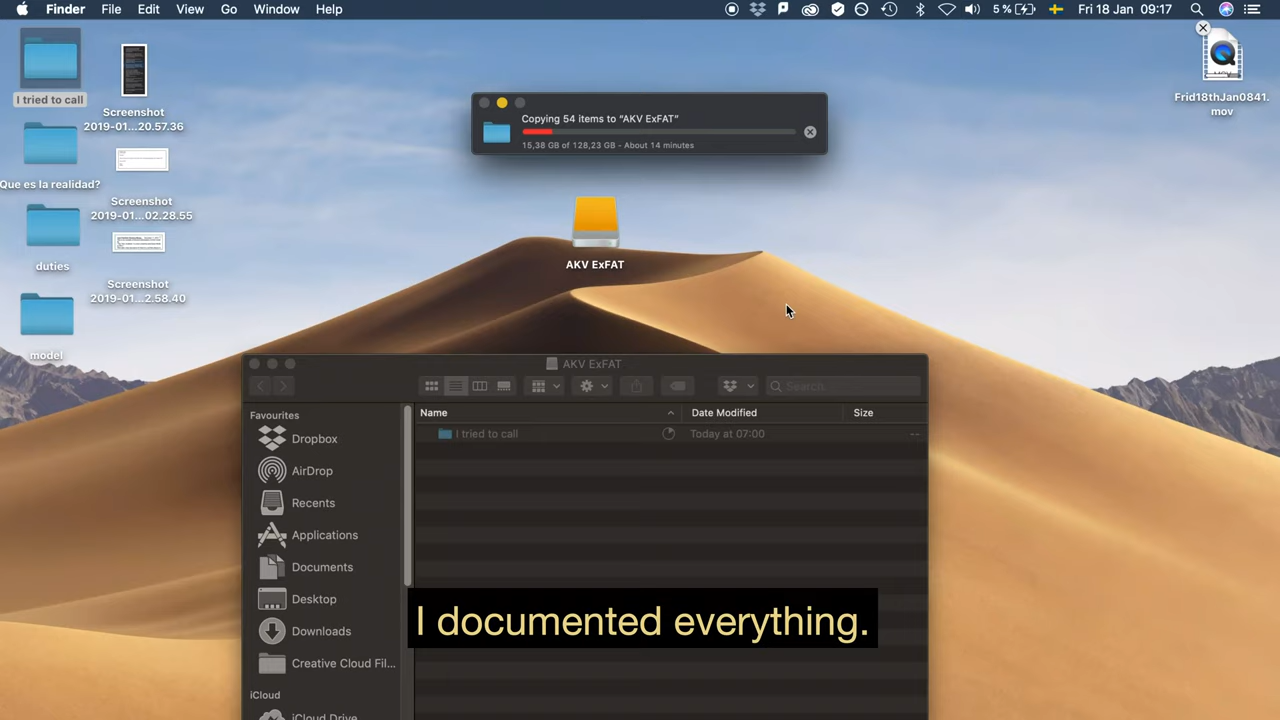 Finder File Edit View Go Window Help
5 % Fri 18 Jan 09:17
I tried to call
Screenshot
2019-01...20.57.36
Que es la realidad?
Screenshot
2019-01...02.28.55
duties
Screenshot
2019-01...2.58.40
model
Frid18thJan0841.
mov
Copying 54 items to “AKV ExFAT”
15,38 GB of 128,23 GB - About 14 minutes
AKV ExFAT
AKV ExFAT
Search
Favourites
Dropbox
AirDrop
Recents
Applications
Documents
Desktop
Downloads
Creative Cloud Fil...
iCloud
iCloud Drive
Name Date Modified Size
I tried to call Today at 07:00 --
I documented everything.